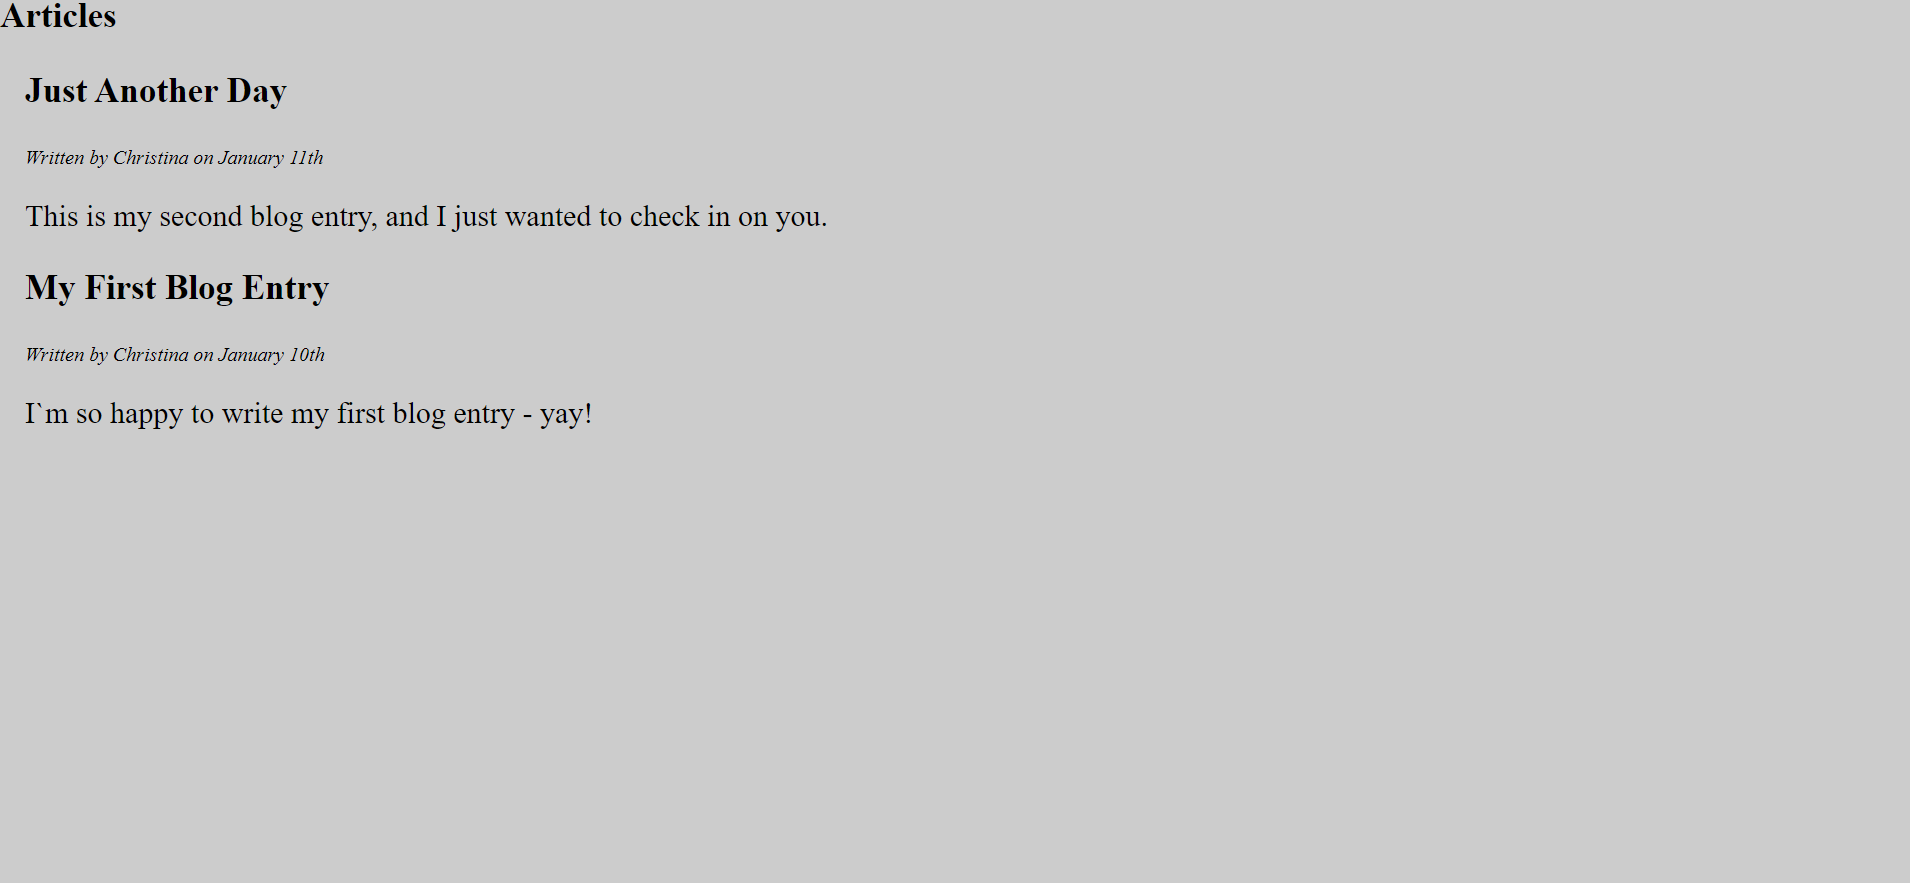 Articles
Just Another Day
Written by Christina on January 11th
This is my second blog entry, and I just wanted to check in on you.
My First Blog Entry
Written by Christina on January 10th
I`m so happy to write my first blog entry - yay!